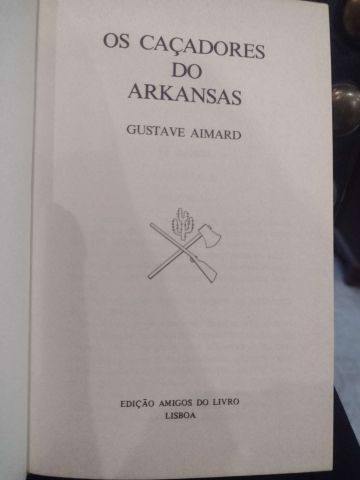 OS CAÇADORES
DO
ARKANSAS
GUSTAVE AIMARD
EDIÇÃO AMIGOS DO LIVRO
LISBOA